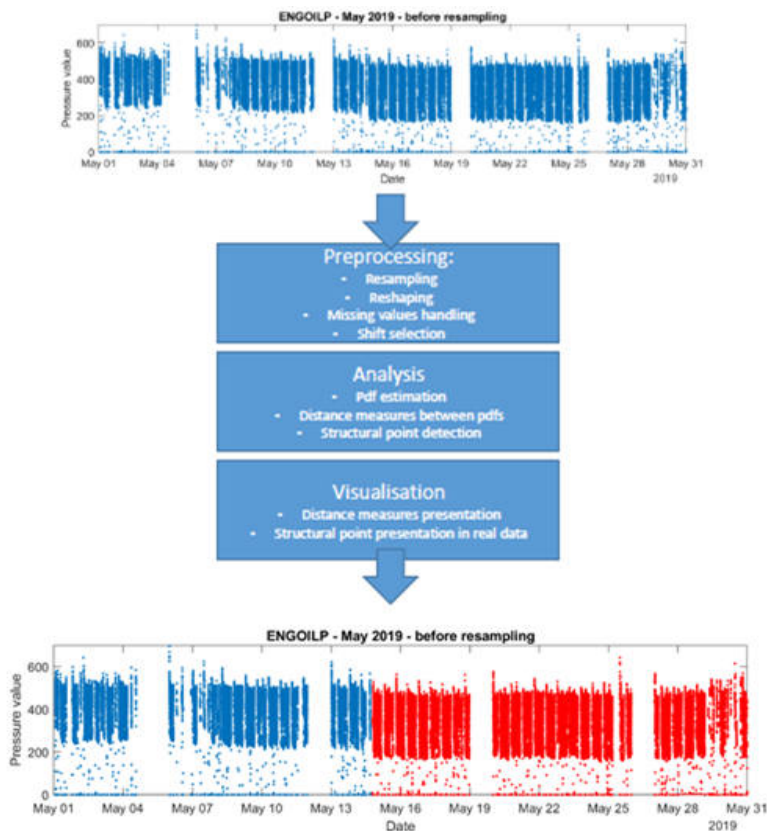 ENGOILP - May 2019 - before resampling
Pressure value
600
400
200
0
May 01 May 04 May 07 May 10 May 13 May 16 May 19 May 22 May 25 May 28 May 31
Date
2019
Preprocessing:
- Resampling
- Reshaping
- Missing values handling
- Shift selection
Analysis
- Pdf estimation
- Distance measures between pdfs
- Structural point detection
Visualisation
- Distance measures presentation
- Structural point presentation in real data
ENGOILP - May 2019 - before resampling
Pressure value
600
400
200
0
May 01 May 04 May 07 May 10 May 13 May 16 May 19 May 22 May 25 May 28 May 31
Date
2019